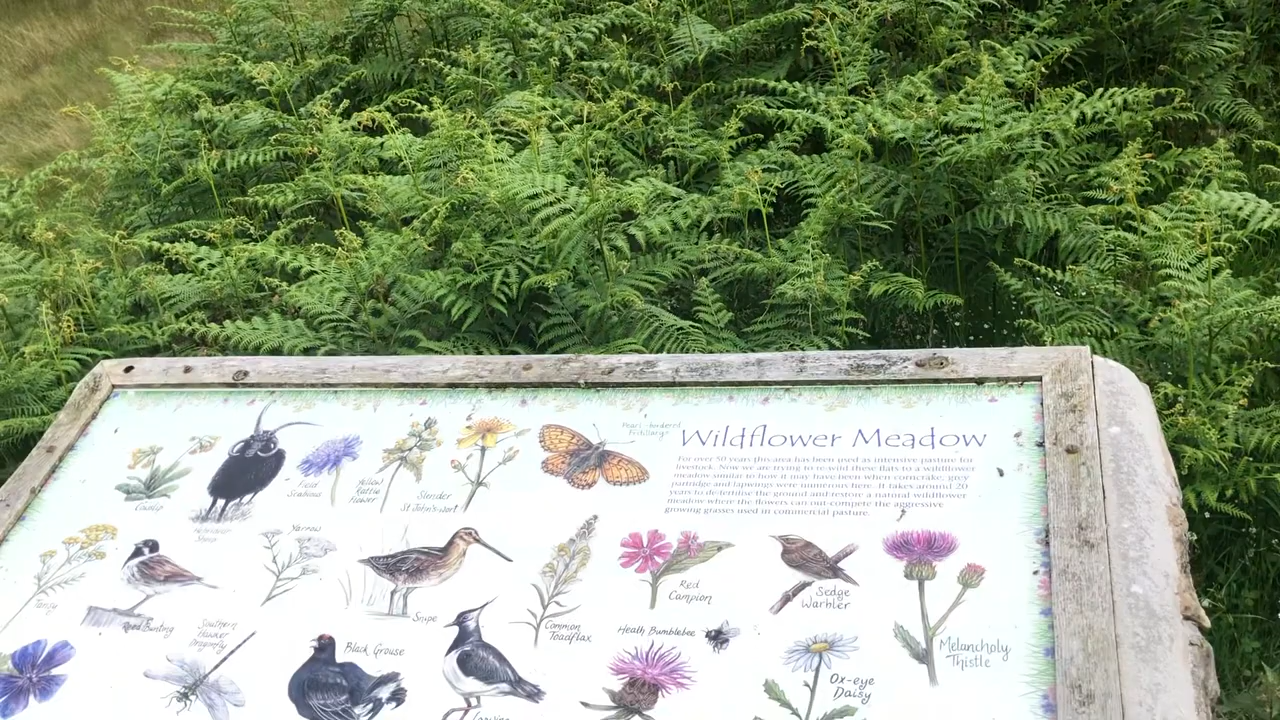 Pearl-bordered
Fritillary
Wildflower Meadow
For over 50 years this area has been used as intensive pasture for
livestock. Now we are trying to re-wild these flats to a wildflower
meadow similar to how it may have been when corncrake, grey
partridge and lapwings were numerous here. It takes around 20
years to de-fertilise the ground and restore a natural wildflower
meadow where the flowers can out-compete the aggressive
growing grasses used in commercial pasture.
Cowslip
Sheep
Field
Scabious
Yellow
Rattle
Flower
Slender
St John's-wort
Tansy
Reed Bunting
Yarrow
Snipe
Common
Toadflax
Red
Campion
Sedge
Warbler
Melancholy
Thistle
Southern
Hawker
Dragonfly
Black Grouse
Lapwing
Heath Bumblebee
Ox-eye
Daisy